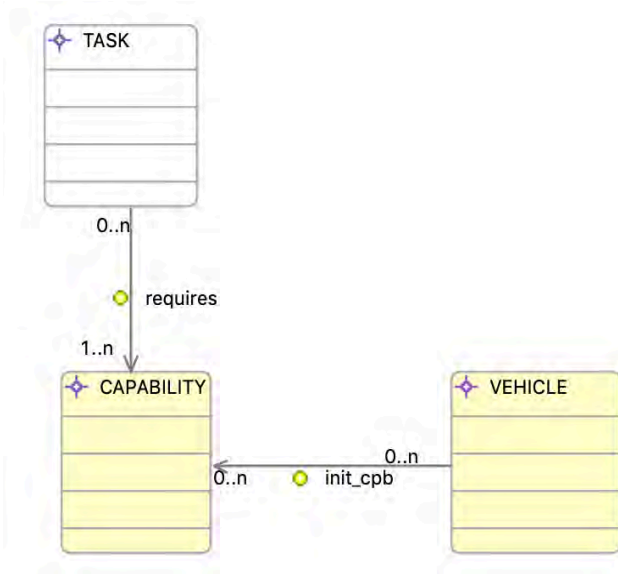 TASK
0..n
requires
1..n
CAPABILITY
VEHICLE
0..n
0..n
init_cpb